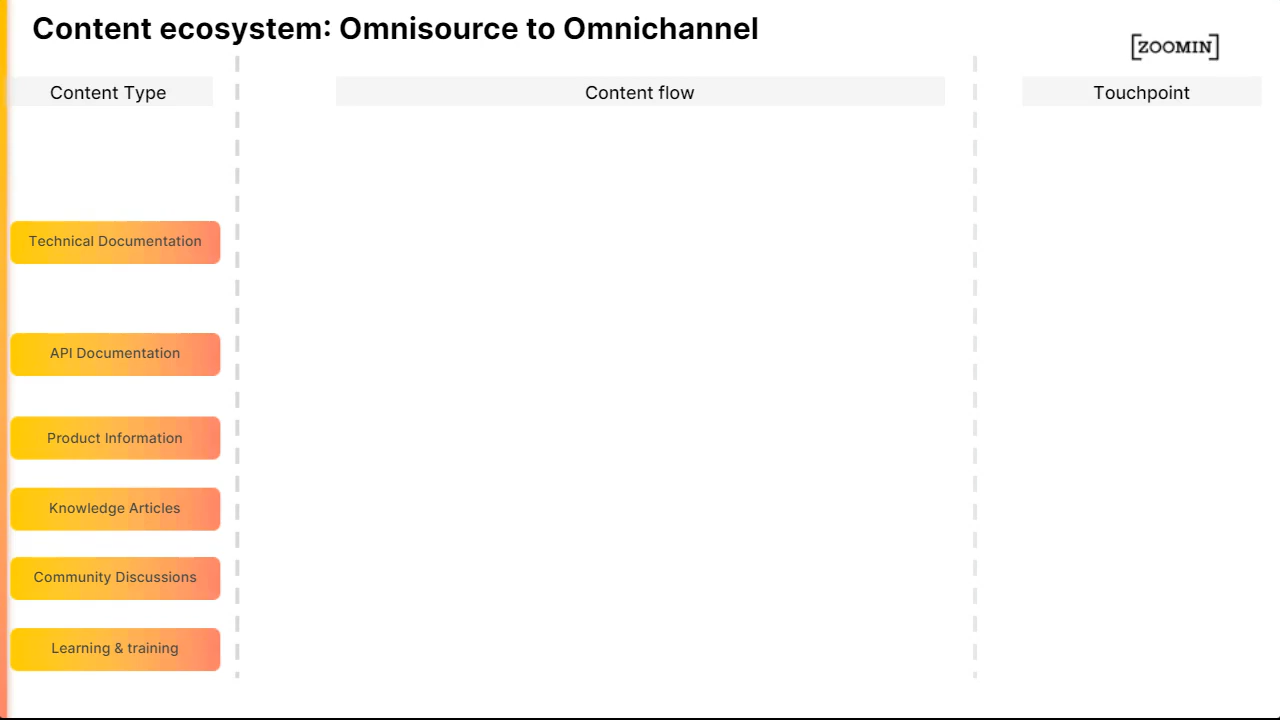 Content ecosystem: Omnisource to Omnichannel
[ZOOMIN]
Content Type
Content flow
Touchpoint
Technical Documentation
API Documentation
Product Information
Knowledge Articles
Community Discussions
Learning & training